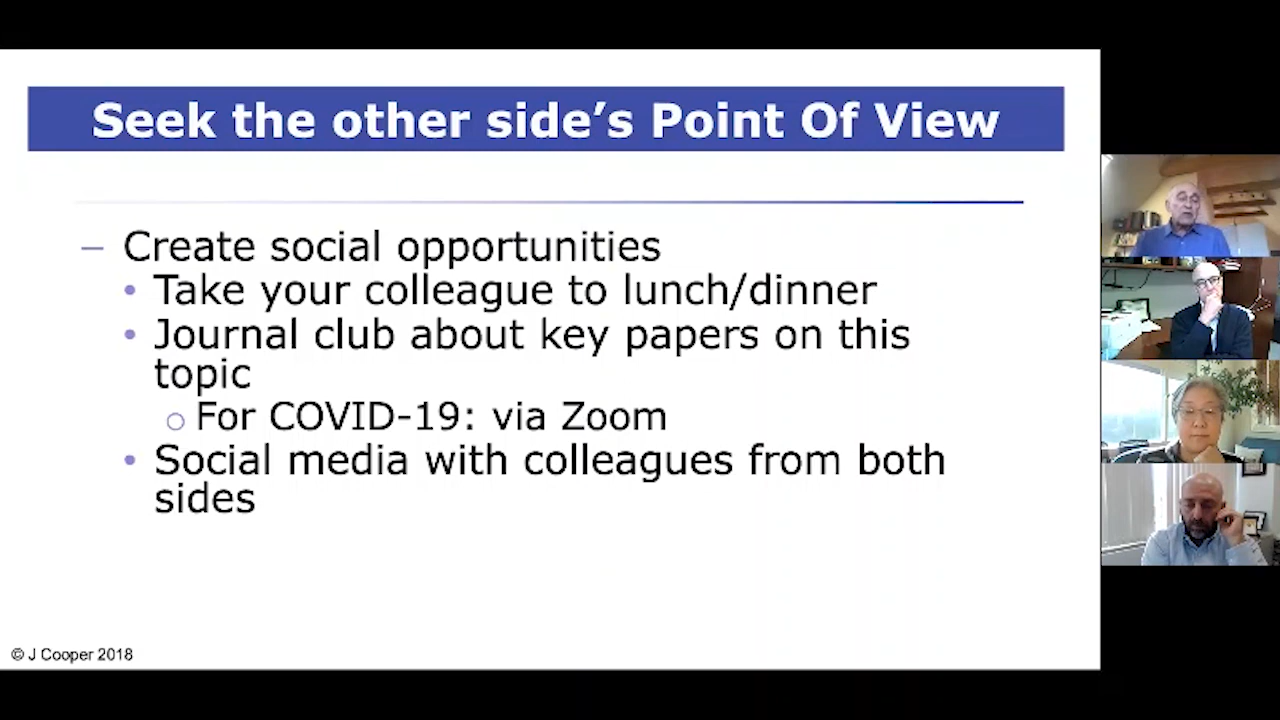 Seek the other side’s Point Of View
– Create social opportunities
• Take your colleague to lunch/dinner
• Journal club about key papers on this
topic
o For COVID-19: via Zoom
• Social media with colleagues from both
sides
© J Cooper 2018